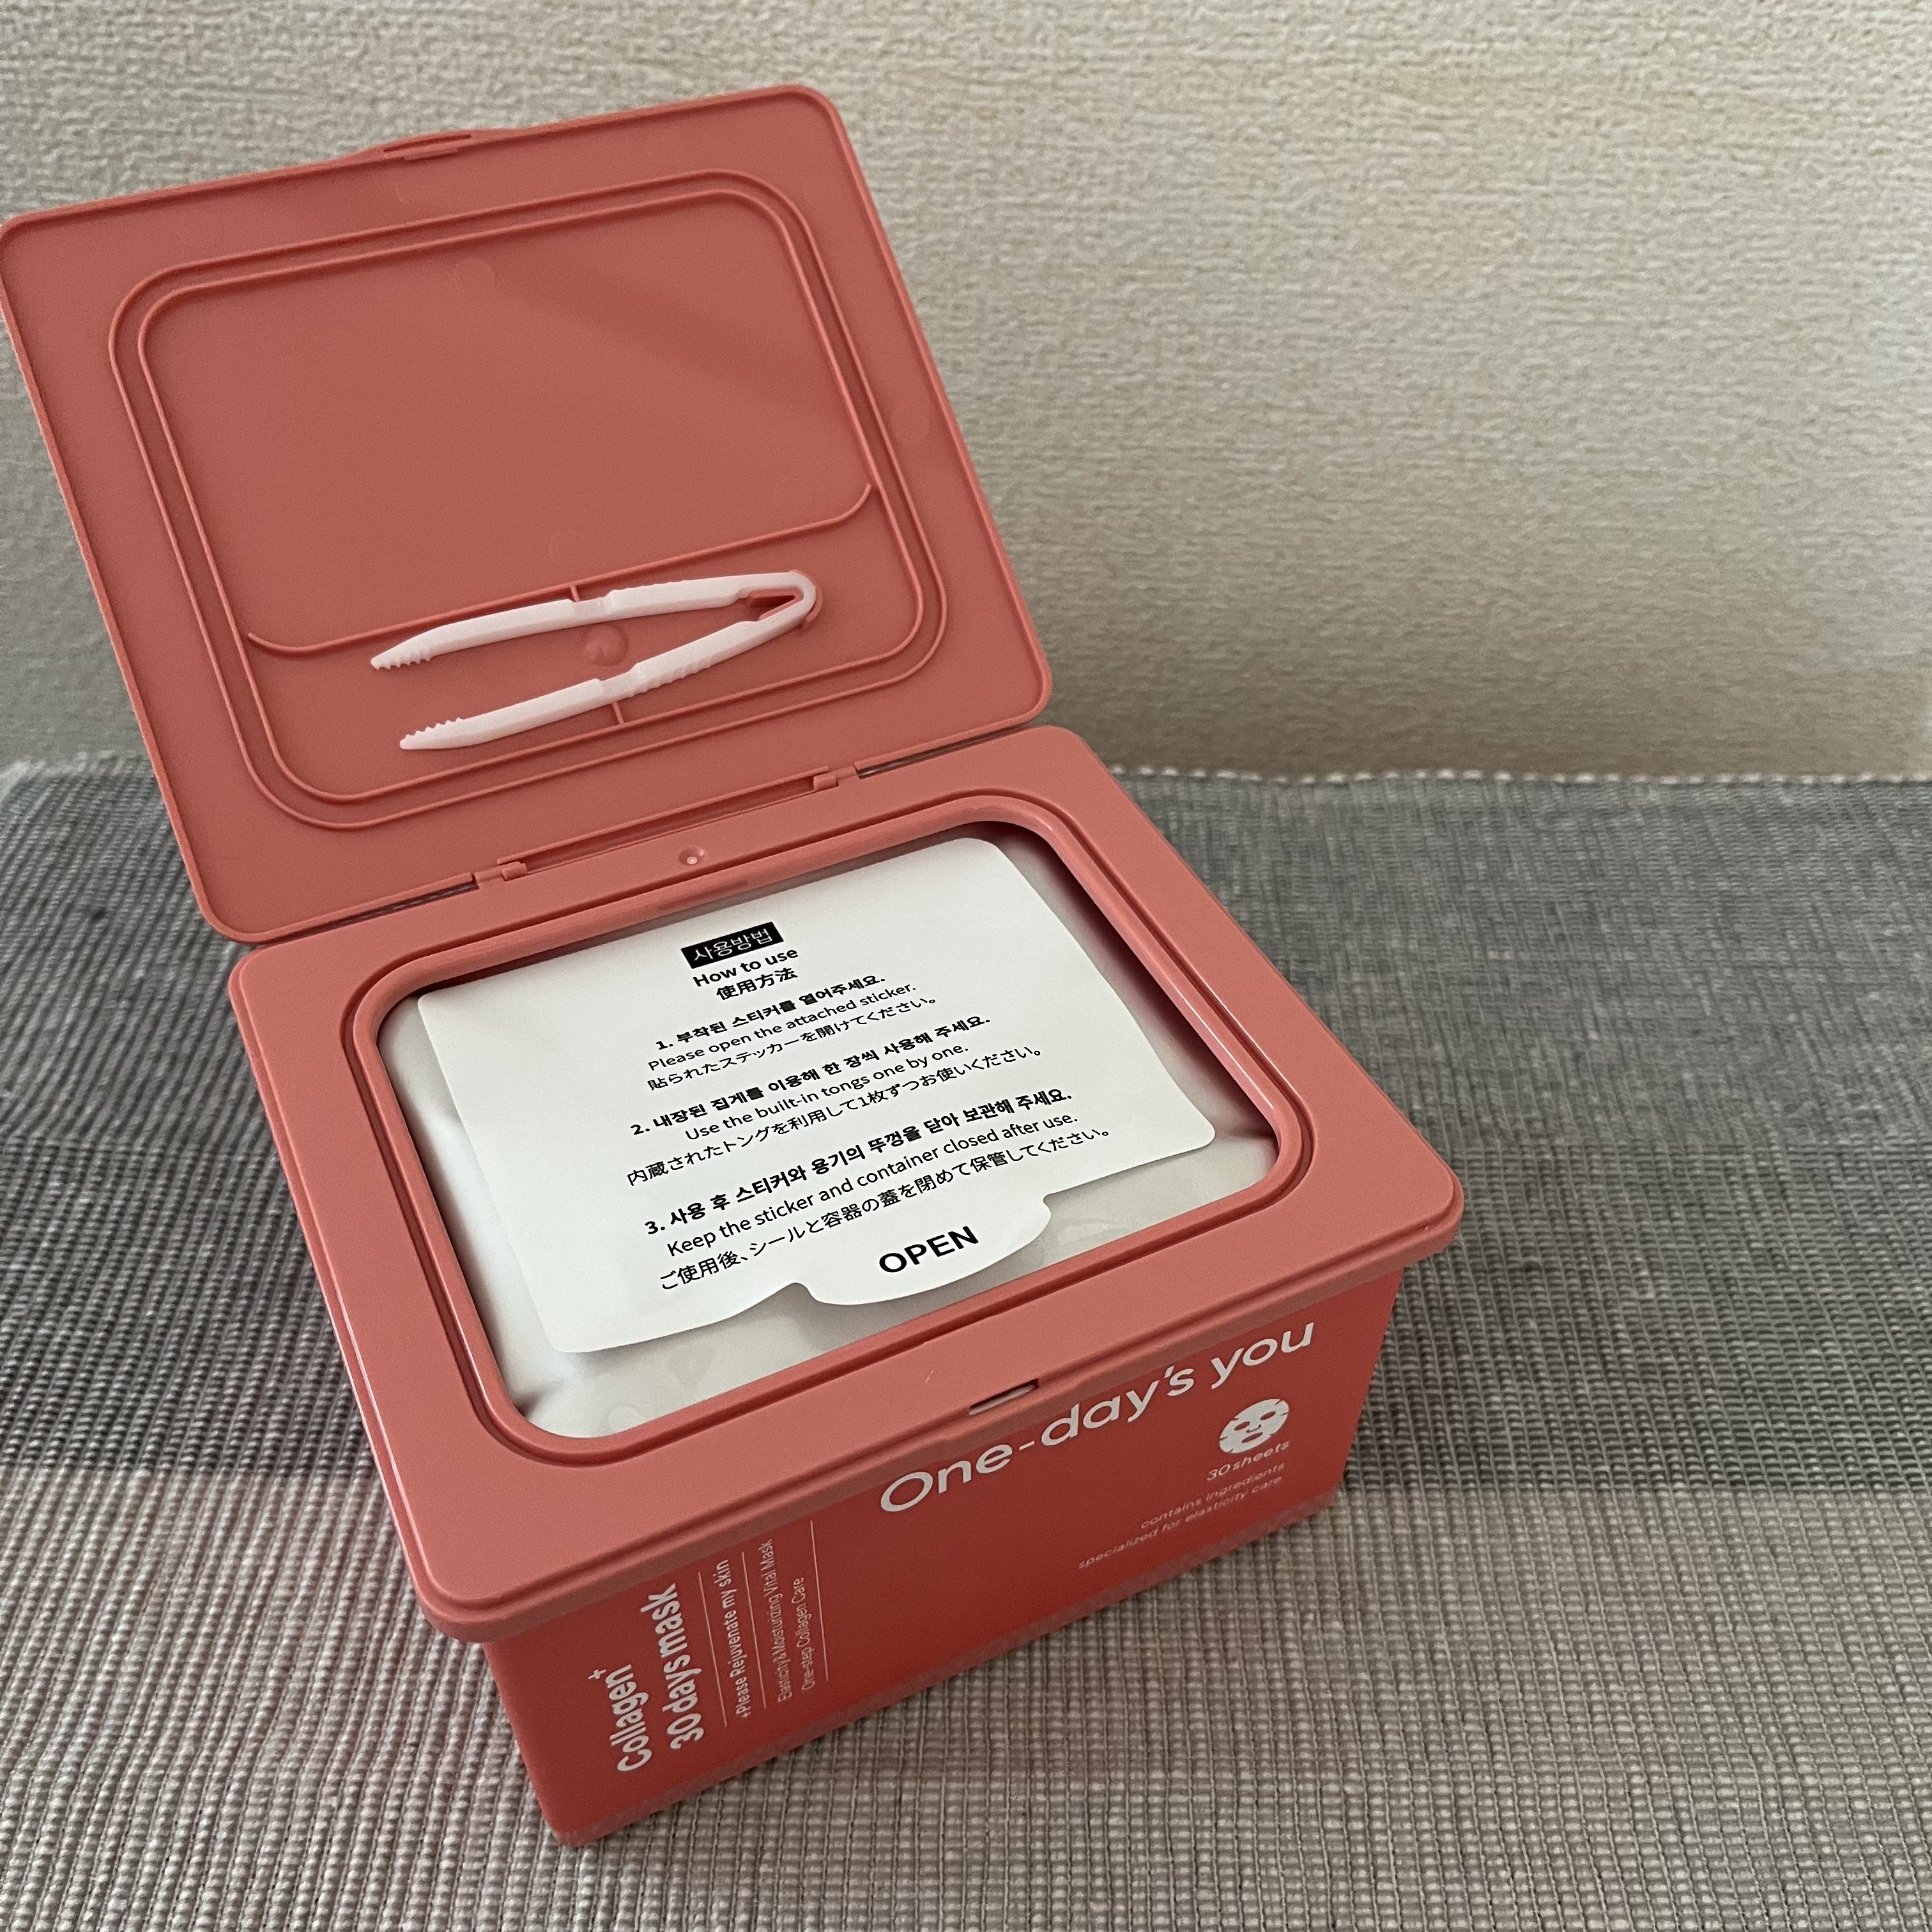 사용방법
How to use
使用方法
1. 부착된 스티커를 열어주세요.
Please open the attached sticker.
貼られたステッカーを開けてください。
2. 내장된 집게를 이용해 한 장씩 사용해 주세요.
Use the built-in tongs one by one.
内蔵されたトングを利用して1枚ずつお使いください。
3. 사용 후 스티커와 용기의 뚜껑을 닫아 보관해 주세요.
Keep the sticker and container closed after use.
ご使用後、シールと容器の蓋を閉めて保管してください。
OPEN
One-day's you
30 sheets
contains ingredients
specialized for elasticity care
Collagen+
30 days mask
+Please Rejuvenate my skin
Elasticity&Moisturizing Vital Mask
One-step Collagen Care